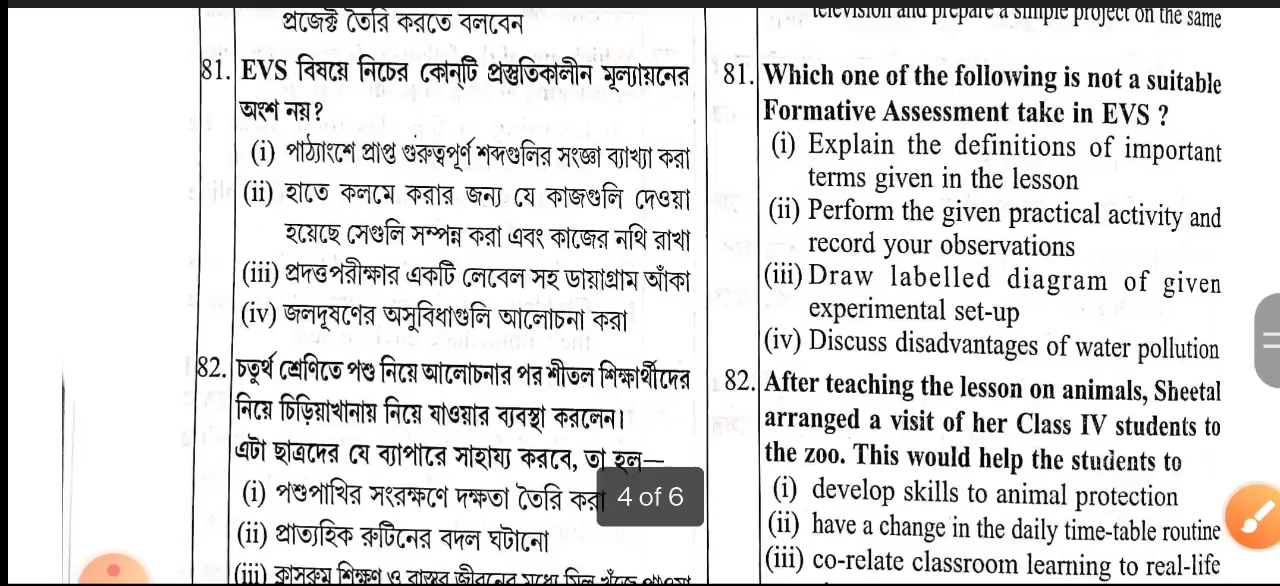 প্রজেক্ট তৈরি করতে বলবেন
81. EVS বিষয়ে নিচের কোন্‌টি প্রস্তুতিকালীন মূল্যায়নের
অংশ নয়?
(i) পাঠ্যাংশে প্রাপ্ত গুরুত্বপূর্ণ শব্দগুলির সংজ্ঞা ব্যাখ্যা করা
(ii) হাতে কলমে করার জন্য যে কাজগুলি দেওয়া
হয়েছে সেগুলি সম্পন্ন করা এবং কাজের নথি রাখা
(iii) প্রদত্তপরীক্ষার একটি লেবেল সহ ডায়াগ্রাম আঁকা
(iv) জলদূষণের অসুবিধাগুলি আলোচনা করা
82. চতুর্থ শ্রেণিতে পশু নিয়ে আলোচনার পর শীতল শিক্ষার্থীদের
নিয়ে চিড়িয়াখানায় নিয়ে যাওয়ার ব্যবস্থা করলেন।
এটা ছাত্রদের যে ব্যাপারে সাহায্য করবে, তা হল—
(i) পশুপাখির সংরক্ষণে দক্ষতা তৈরি করা
(ii) প্রাত্যহিক রুটিনের বদল ঘটানো
(iii) ক্লাসরুম শিক্ষণ ও বাস্তব জীবনের মধ্যে মিল খুঁজে পাওয়া
television and prepare a simple project on the same
81. Which one of the following is not a suitable
Formative Assessment take in EVS ?
(i) Explain the definitions of important
terms given in the lesson
(ii) Perform the given practical activity and
record your observations
(iii) Draw labelled diagram of given
experimental set-up
(iv) Discuss disadvantages of water pollution
82. After teaching the lesson on animals, Sheetal
arranged a visit of her Class IV students to
the zoo. This would help the students to
(i) develop skills to animal protection
(ii) have a change in the daily time-table routine
(iii) co-relate classroom learning to real-life
4 of 6